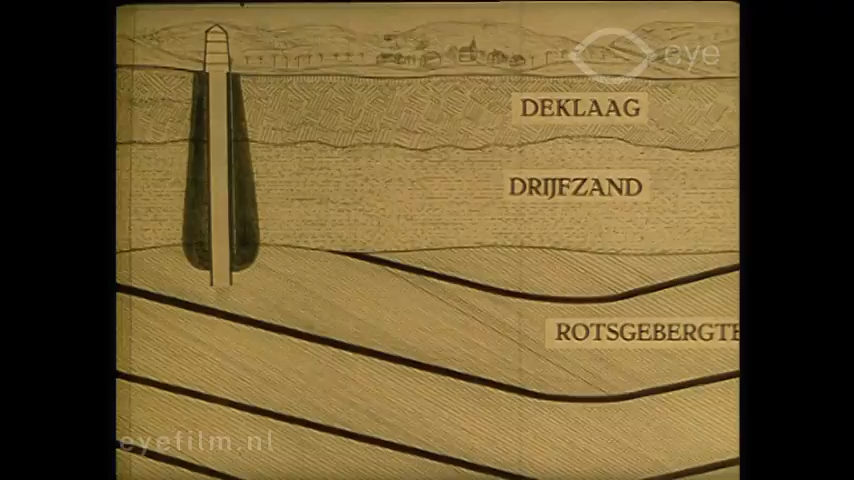 eye
DEKLAAG
DRIJFZAND
ROTSGEBERGTE
eyefilm.nl